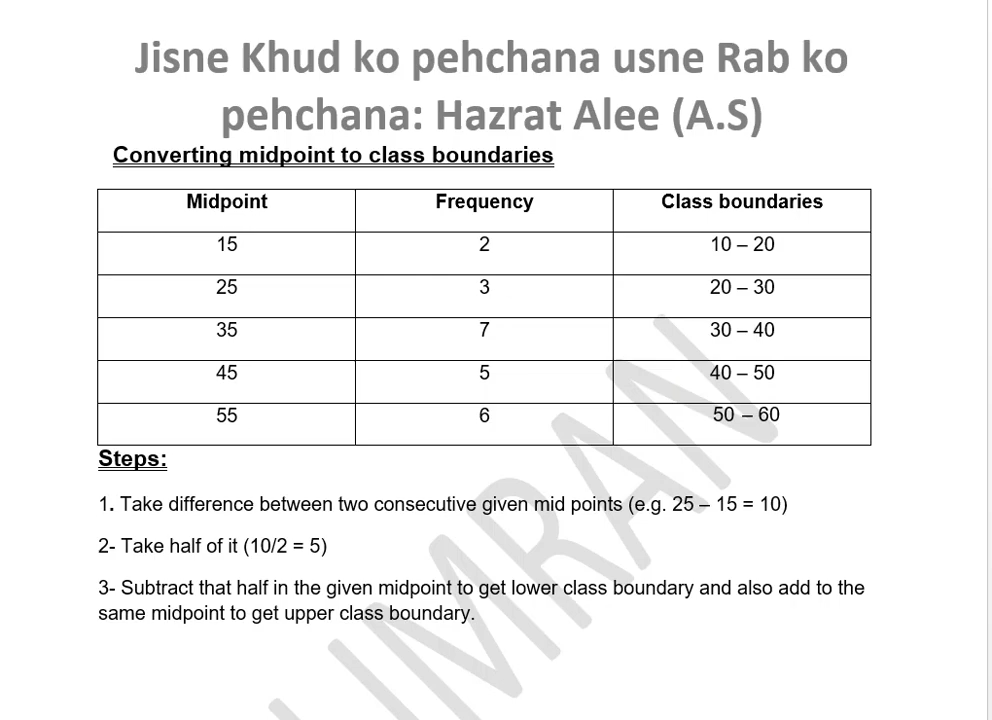 Jisne Khud ko pehchana usne Rab ko
pehchana: Hazrat Alee (A.S)
Converting midpoint to class boundaries
Midpoint Frequency Class boundaries
15 2 10 – 20
25 3 20 – 30
35 7 30 – 40
45 5 40 – 50
55 6 50 – 60
Steps:
1. Take difference between two consecutive given mid points (e.g. 25 – 15 = 10)
2- Take half of it (10/2 = 5)
3- Subtract that half in the given midpoint to get lower class boundary and also add to the
same midpoint to get upper class boundary.
IMRAN